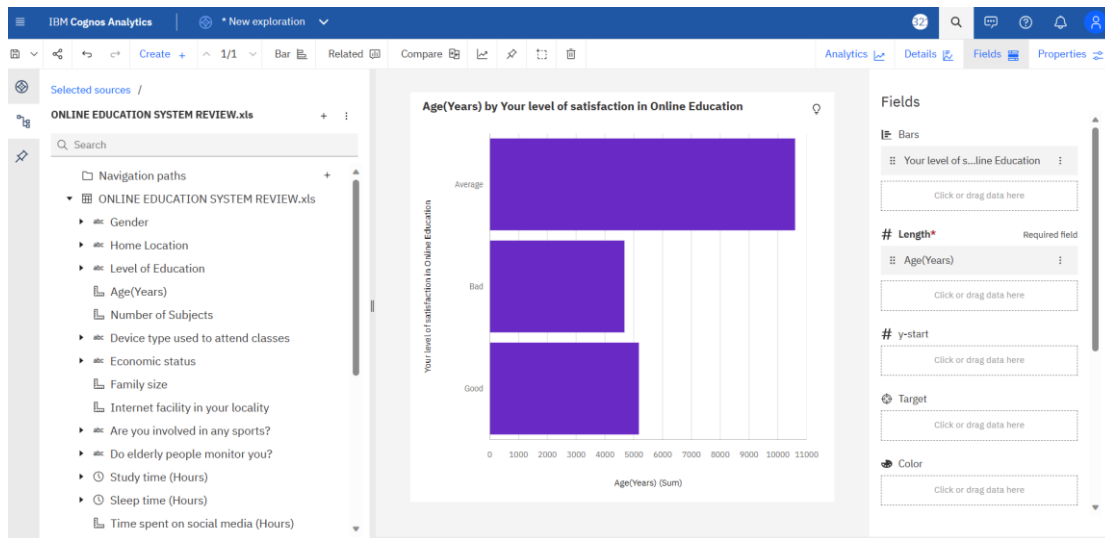 IBM Cognos Analytics
* New exploration
Create +
1/1
Bar
Related
Compare
Analytics
Details
Fields
Properties
Selected sources /
ONLINE EDUCATION SYSTEM REVIEW.xls
Search
Navigation paths
ONLINE EDUCATION SYSTEM REVIEW.xls
abc Gender
abc Home Location
abc Level of Education
Age(Years)
Number of Subjects
abc Device type used to attend classes
abc Economic status
Family size
Internet facility in your locality
abc Are you involved in any sports?
abc Do elderly people monitor you?
Study time (Hours)
Sleep time (Hours)
Time spent on social media (Hours)
Age(Years) by Your level of satisfaction in Online Education
Your level of satisfaction in Online Education
Average
Bad
Good
0 1000 2000 3000 4000 5000 6000 7000 8000 9000 10000 11000
Age(Years) (Sum)
Fields
Bars
Your level of s...line Education
Click or drag data here
# Length*
Required field
Age(Years)
Click or drag data here
# y-start
Click or drag data here
Target
Click or drag data here
Color
Click or drag data here